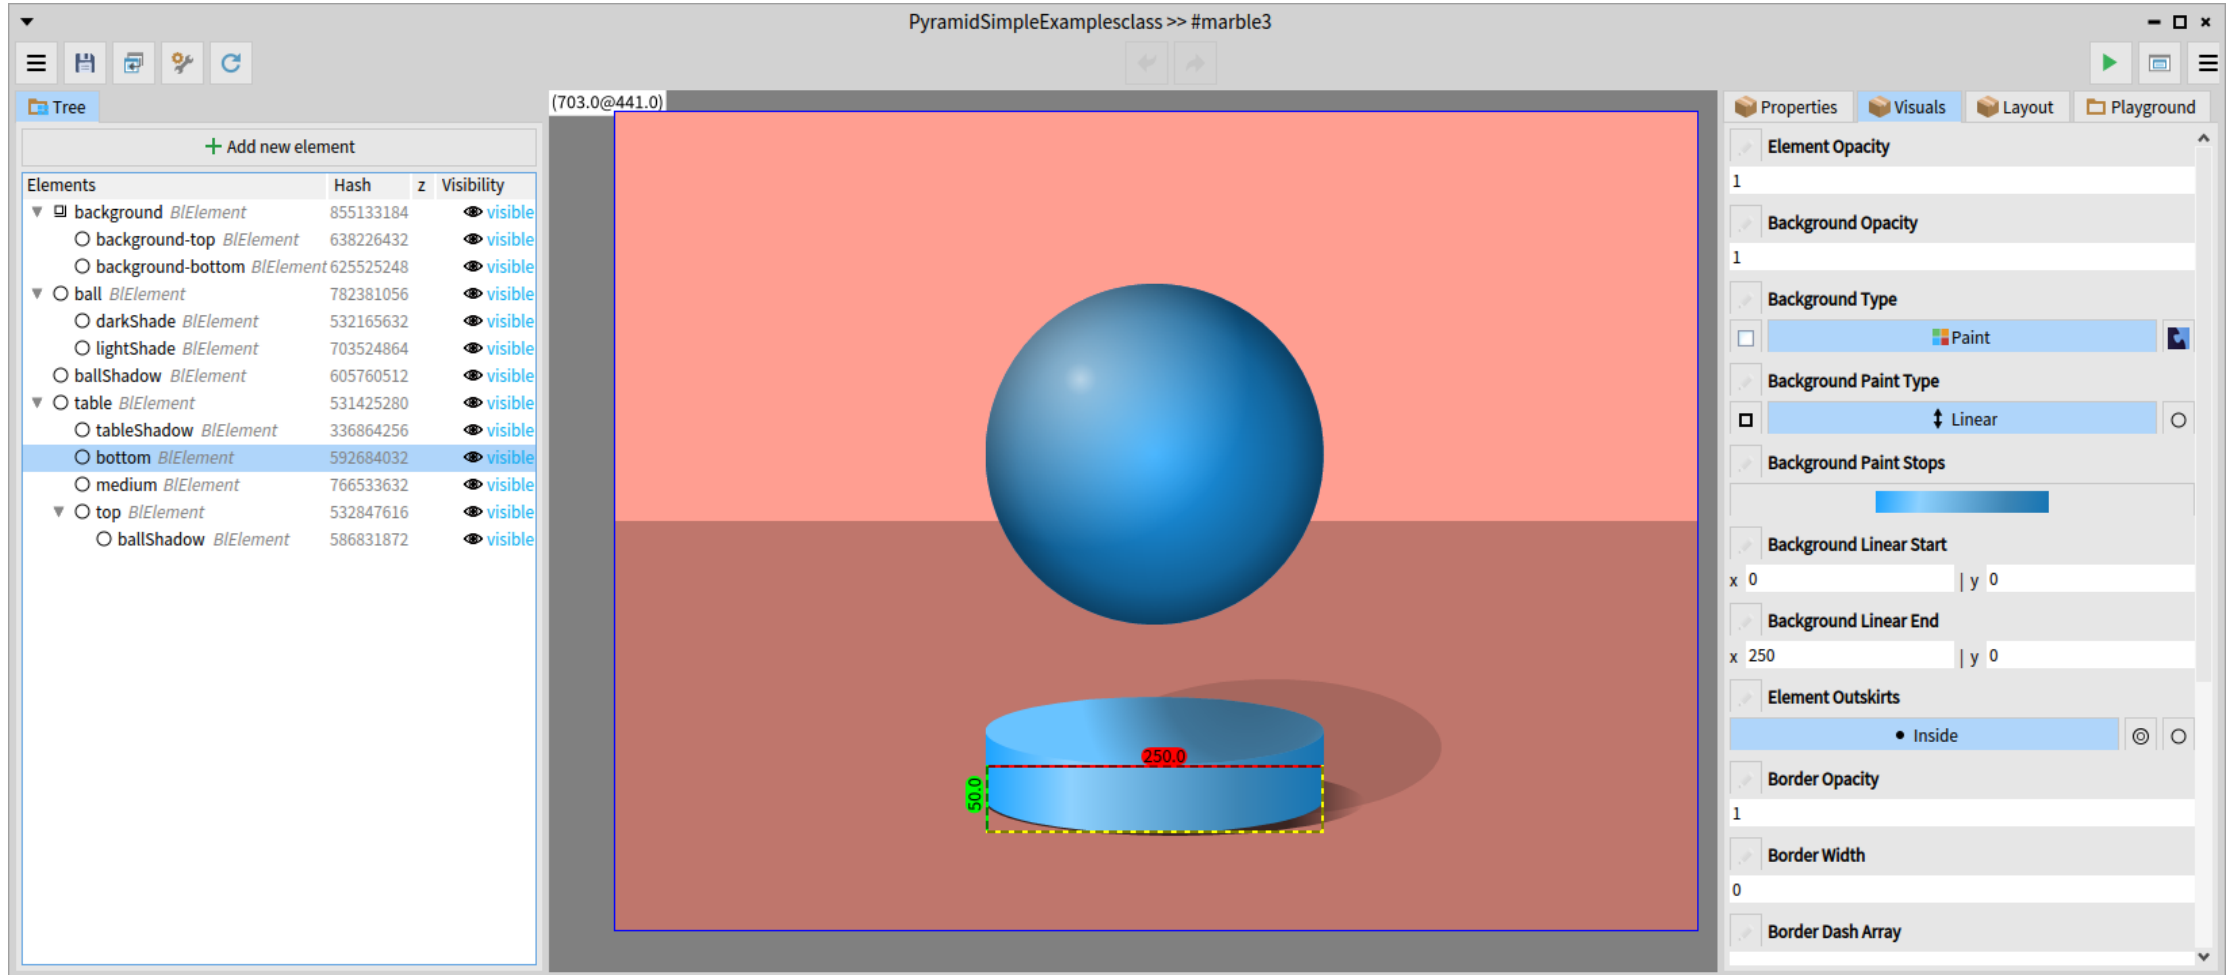 PyramidSimpleExamplesclass >> #marble3
Tree
Add new element
Elements Hash z Visibility
background BlElement 855133184 visible
background-top BlElement 638226432 visible
background-bottom BlElement 625525248 visible
ball BlElement 782381056 visible
darkShade BlElement 532165632 visible
lightShade BlElement 703524864 visible
ballShadow BlElement 605760512 visible
table BlElement 531425280 visible
tableShadow BlElement 336864256 visible
bottom BlElement 592684032 visible
medium BlElement 766533632 visible
top BlElement 532847616 visible
ballShadow BlElement 586831872 visible
(703.0@441.0)
250.0
50.0
Properties Visuals Layout Playground
Element Opacity
1
Background Opacity
1
Background Type
Paint
Background Paint Type
Linear
Background Paint Stops
Background Linear Start
x 0 | y 0
Background Linear End
x 250 | y 0
Element Outskirts
Inside
Border Opacity
1
Border Width
0
Border Dash Array